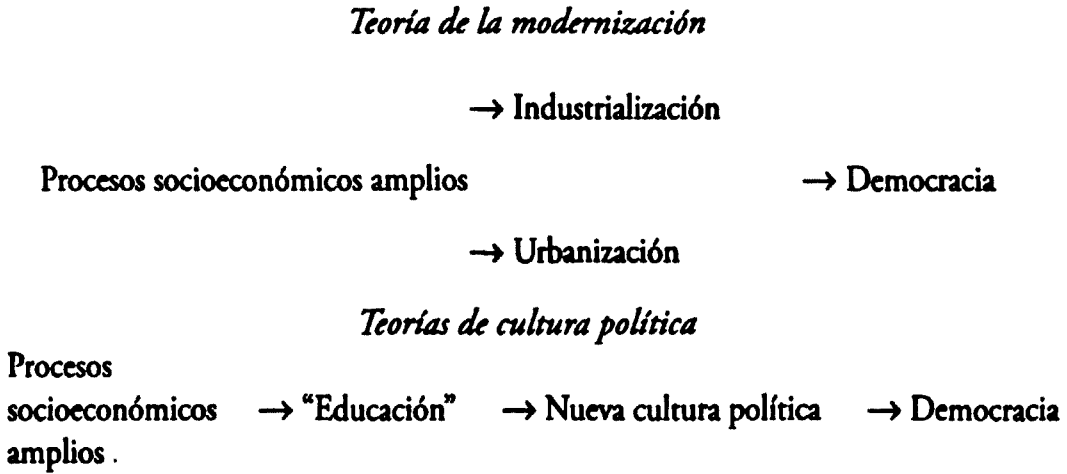 Teoría de la modernización
→ Industrialización
Procesos socioeconómicos amplios → Democracia
→ Urbanización
Teorías de cultura política
Procesos
socioeconómicos → "Educación" → Nueva cultura política → Democracia
amplios .